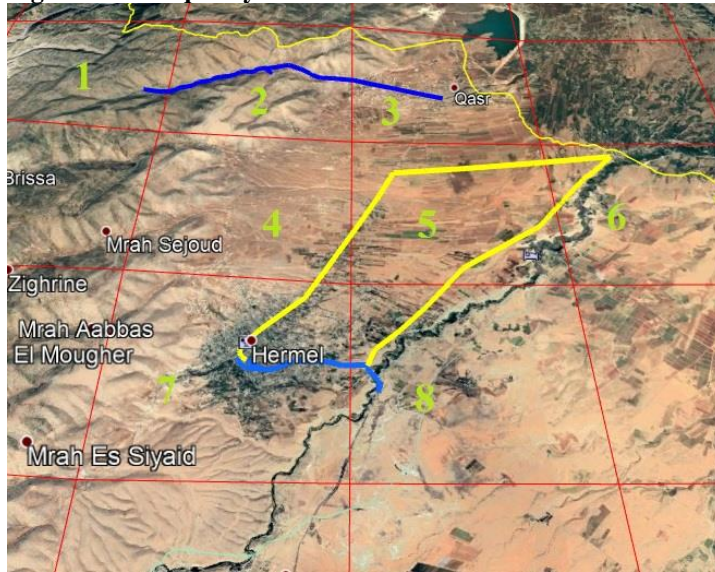 1
2
3
Qasr
Brissa
4
5
6
Mrah Sejoud
Zighrine
Mrah Aabbas
El Mougher
Hermel
7
8
Mrah Es Siyaid